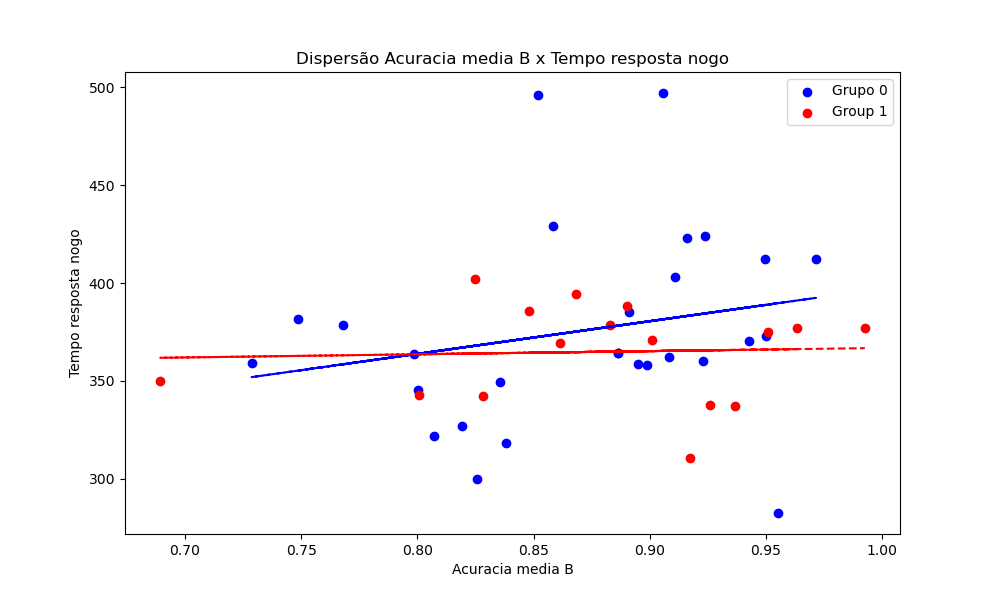 Dispersão Acuracia media B x Tempo resposta nogo
Grupo 0
Group 1
Tempo resposta nogo
500
450
400
350
300
0.70 0.75 0.80 0.85 0.90 0.95 1.00
Acuracia media B